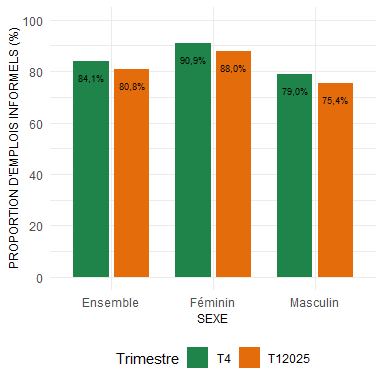 PROPORTION D'EMPLOIS INFORMELS (%)
100
80
60
40
20
0
84,1%
80,8%
90,9%
88,0%
79,0%
75,4%
Ensemble
Féminin
Masculin
SEXE
Trimestre
T4
T12025